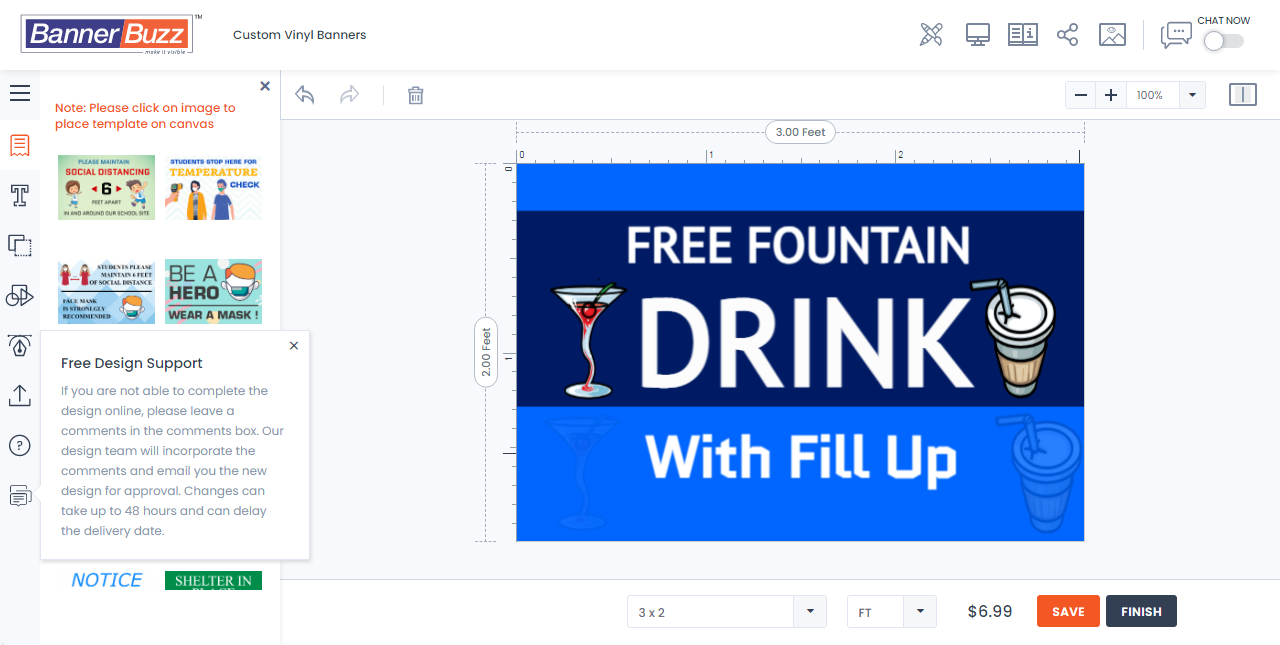 BannerBuzz™
make it visible
Custom Vinyl Banners
CHAT NOW
Note: Please click on image to
place template on canvas
100%
PLEASE MAINTAIN
SOCIAL DISTANCING
6
FEET APART
IN AND AROUND OUR SCHOOL SITE
STUDENTS STOP HERE FOR
TEMPERATURE
CHECK
STUDENTS PLEASE
MAINTAIN 6 FEET
OF SOCIAL DISTANCE
FACE MASK
IS STRONLGLY
RECOMMENDED
BE A
HERO
WEAR A MASK !
Free Design Support
If you are not able to complete the
design online, please leave a
comments in the comments box. Our
design team will incorporate the
comments and email you the new
design for approval. Changes can
take up to 48 hours and can delay
the delivery date.
NOTICE
SHELTER IN
PLACE
3.00 Feet
0 1 2
0
1
2.00 Feet
FREE FOUNTAIN
DRINK
With Fill Up
3 x 2
FT
$6.99
SAVE
FINISH